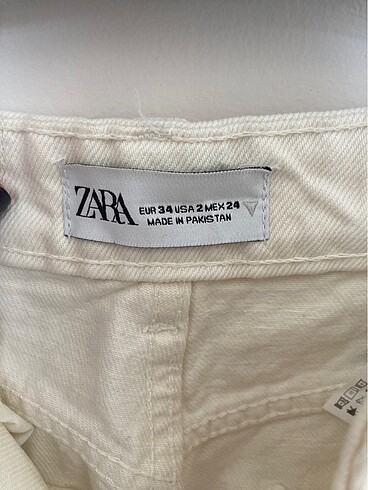 ZARA
EUR 34 USA 2 MEX 24
MADE IN PAKISTAN